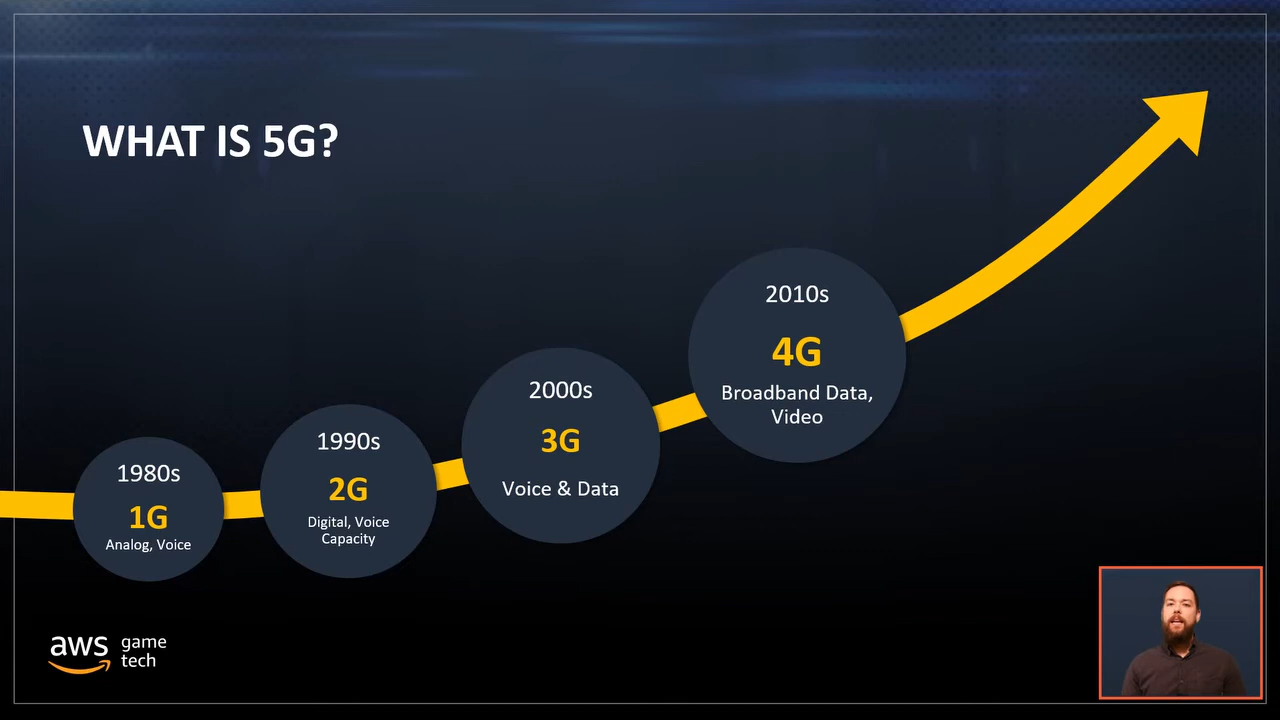 WHAT IS 5G?
1980s
1G
Analog, Voice
1990s
2G
Digital, Voice
Capacity
2000s
3G
Voice & Data
2010s
4G
Broadband Data,
Video
aws game
tech